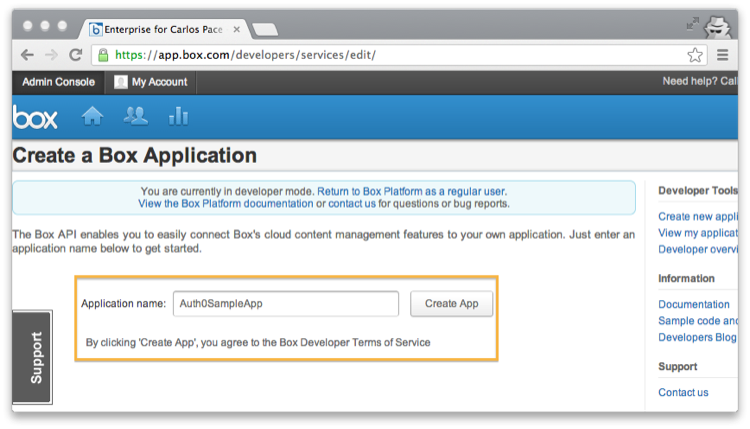 Enterprise for Carlos Pace
https://app.box.com/developers/services/edit/
Admin Console My Account Need help? Call
box
Create a Box Application
You are currently in developer mode. Return to Box Platform as a regular user.
View the Box Platform documentation or contact us for questions or bug reports.
The Box API enables you to easily connect Box's cloud content management features to your own application. Just enter an
application name below to get started.
Application name: Auth0SampleApp Create App
By clicking 'Create App', you agree to the Box Developer Terms of Service
Support
Developer Tools
Create new appli
View my applicat
Developer overvi
Information
Documentation
Sample code and
Developers Blog
Support
Contact us